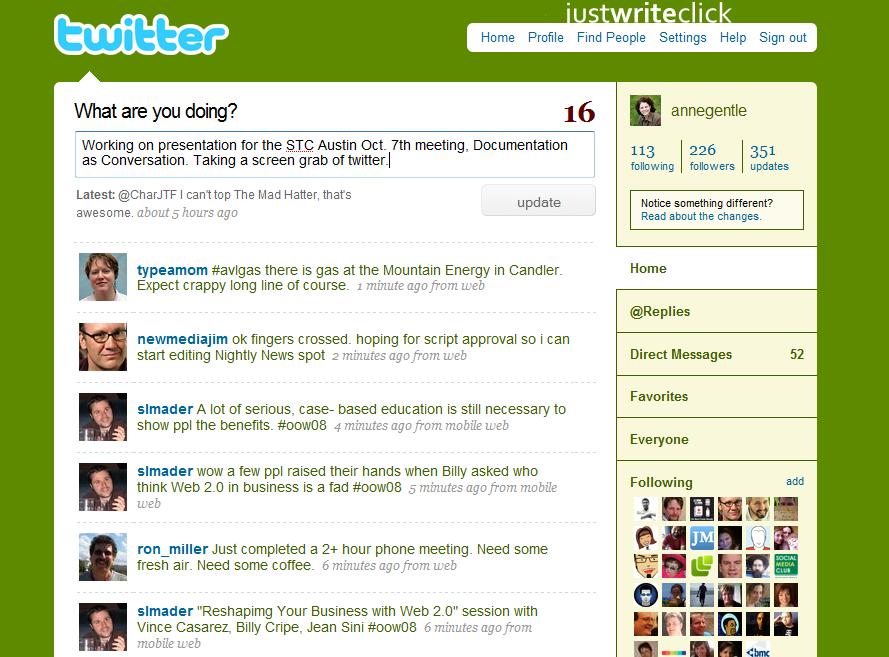 justwriteclick
twitter
Home Profile Find People Settings Help Sign out
What are you doing?
16
Working on presentation for the STC Austin Oct. 7th meeting, Documentation
as Conversation. Taking a screen grab of twitter.
Latest: @CharJTF I can't top The Mad Hatter, that's
awesome. about 5 hours ago
update
typeamom #avlgas there is gas at the Mountain Energy in Candler.
Expect crappy long line of course. 1 minute ago from web
newmediajim ok fingers crossed. hoping for script approval so i can
start editing Nightly News spot 2 minutes ago from web
slmader A lot of serious, case- based education is still necessary to
show ppl the benefits. #oow08 4 minutes ago from mobile web
slmader wow a few ppl raised their hands when Billy asked who
think Web 2.0 in business is a fad #oow08 5 minutes ago from mobile
web
ron_miller Just completed a 2+ hour phone meeting. Need some
fresh air. Need some coffee. 6 minutes ago from web
slmader "Reshapimg Your Business with Web 2.0" session with
Vince Casarez, Billy Cripe, Jean Sini #oow08 6 minutes ago from
mobile web
annegentle
113 226 351
following followers updates
Notice something different?
Read about the changes.
Home
@Replies
Direct Messages 52
Favorites
Everyone
Following add
JM
SOCIAL
MEDIA
CLUB
bmc